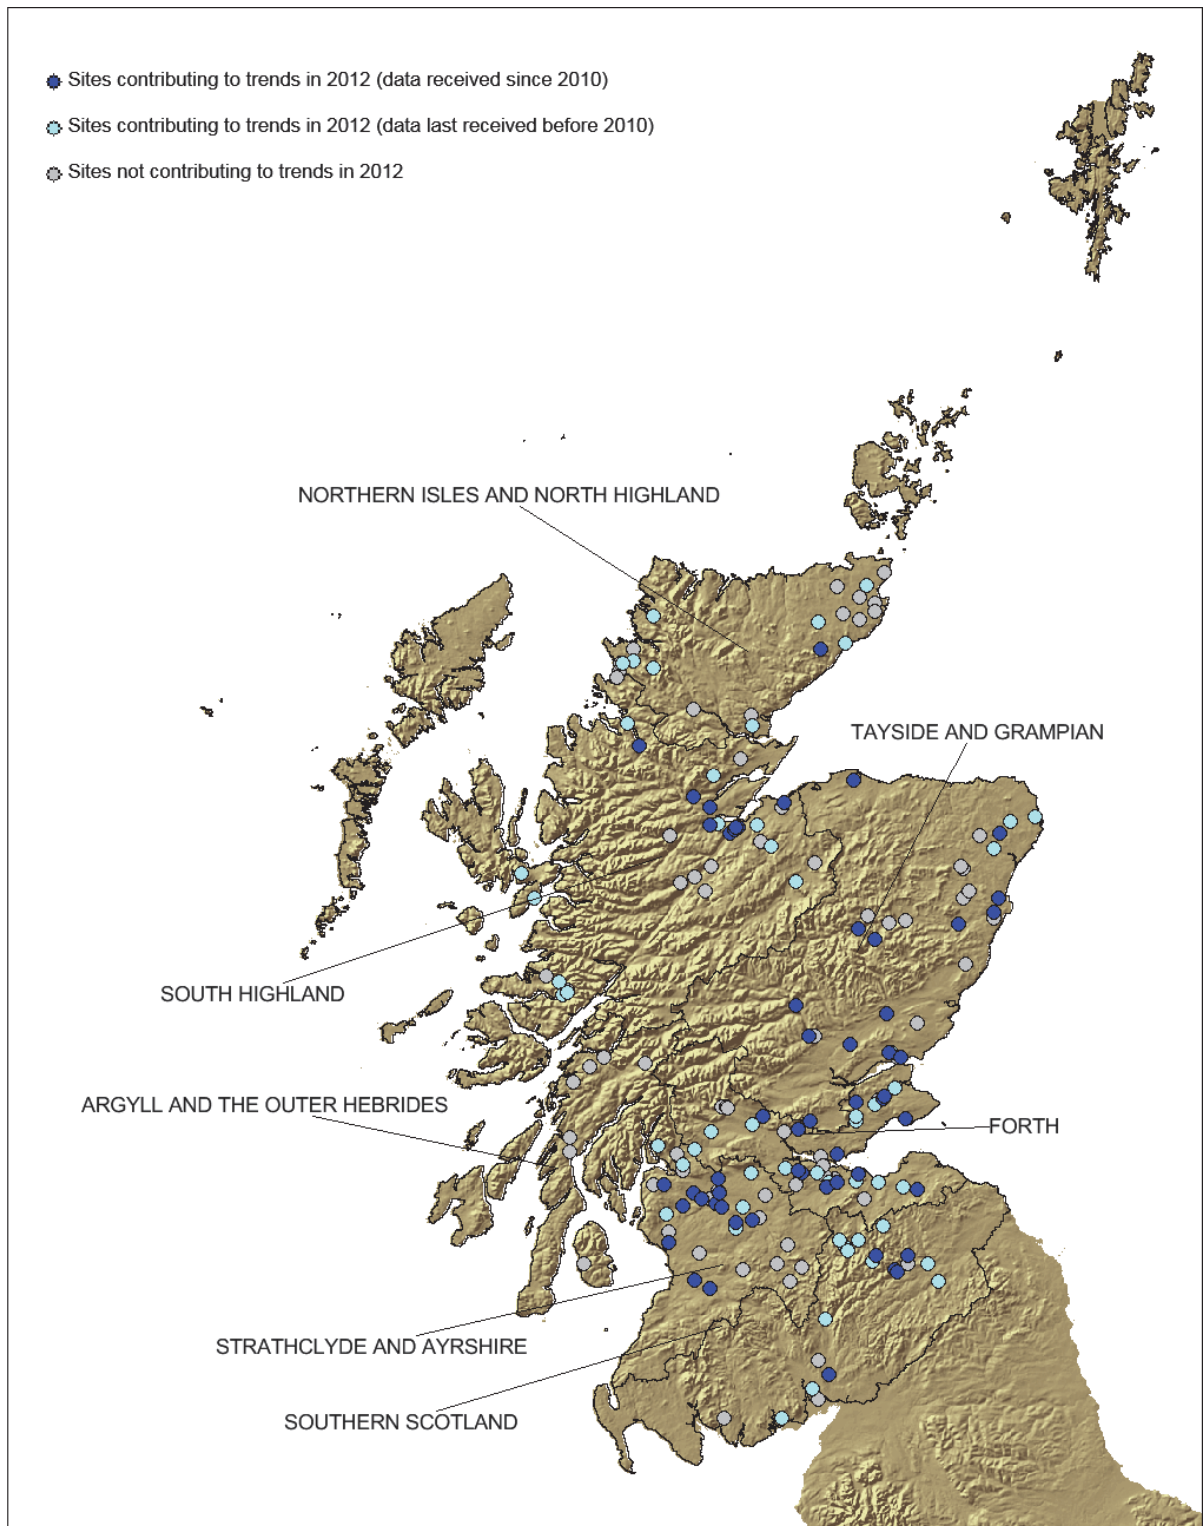 Sites contributing to trends in 2012 (data received since 2010)
Sites contributing to trends in 2012 (data last received before 2010)
Sites not contributing to trends in 2012
NORTHERN ISLES AND NORTH HIGHLAND
TAYSIDE AND GRAMPIAN
SOUTH HIGHLAND
ARGYLL AND THE OUTER HEBRIDES
FORTH
STRATHCLYDE AND AYRSHIRE
SOUTHERN SCOTLAND